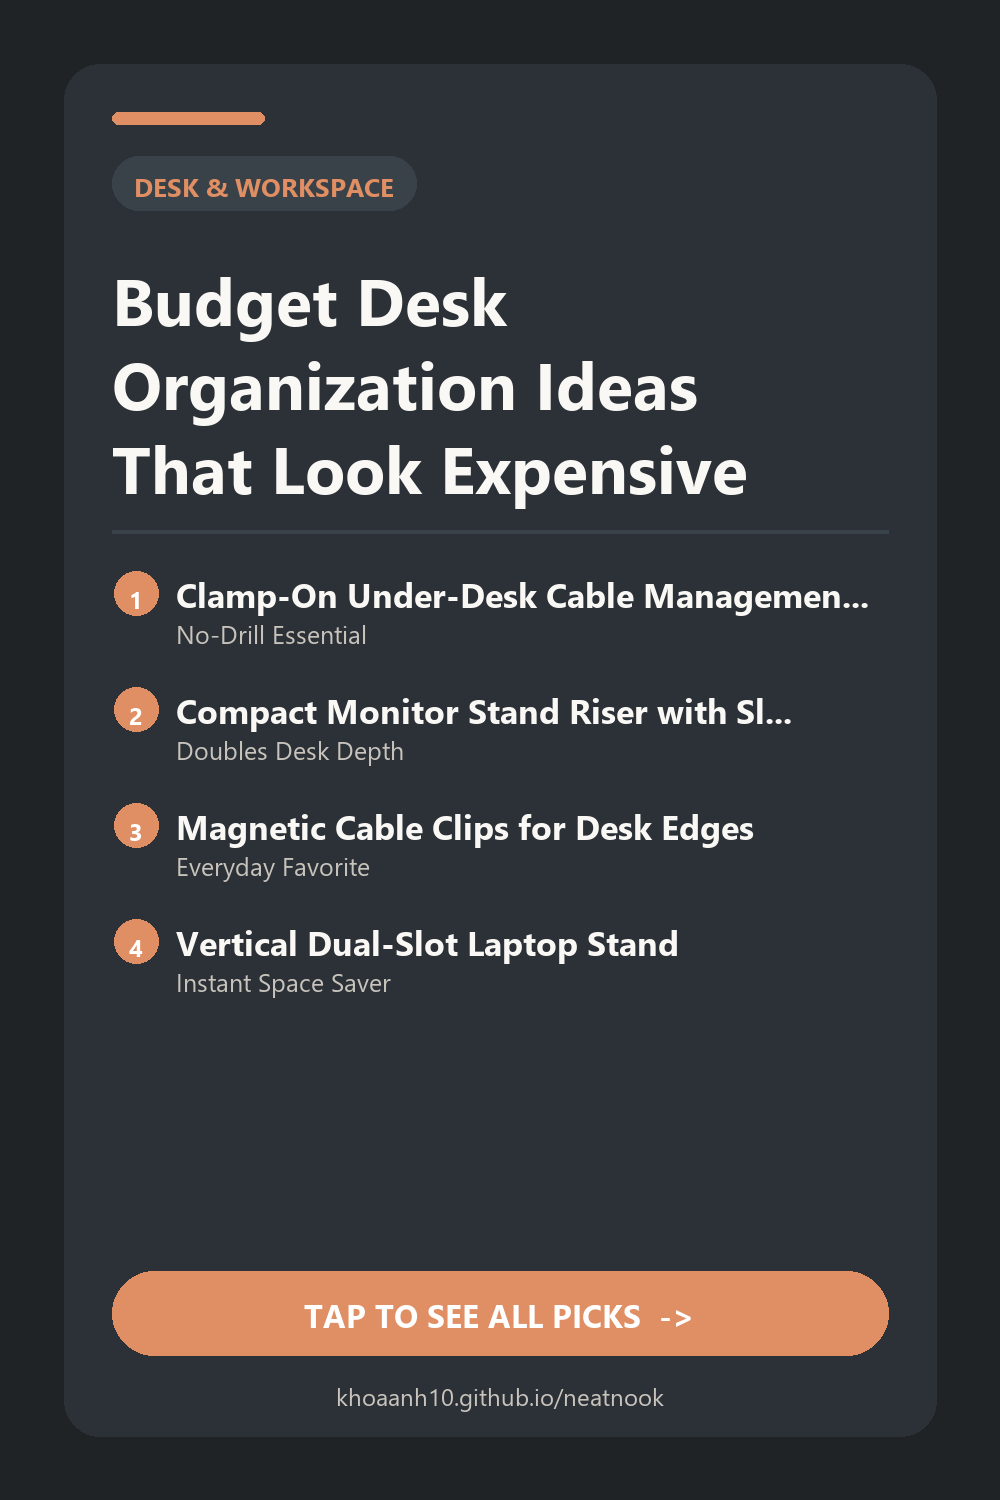 DESK & WORKSPACE
Budget Desk
Organization Ideas
That Look Expensive
1 Clamp-On Under-Desk Cable Managemen...
No-Drill Essential
2 Compact Monitor Stand Riser with Sl...
Doubles Desk Depth
3 Magnetic Cable Clips for Desk Edges
Everyday Favorite
4 Vertical Dual-Slot Laptop Stand
Instant Space Saver
TAP TO SEE ALL PICKS ->
khoaanh10.github.io/neatnook